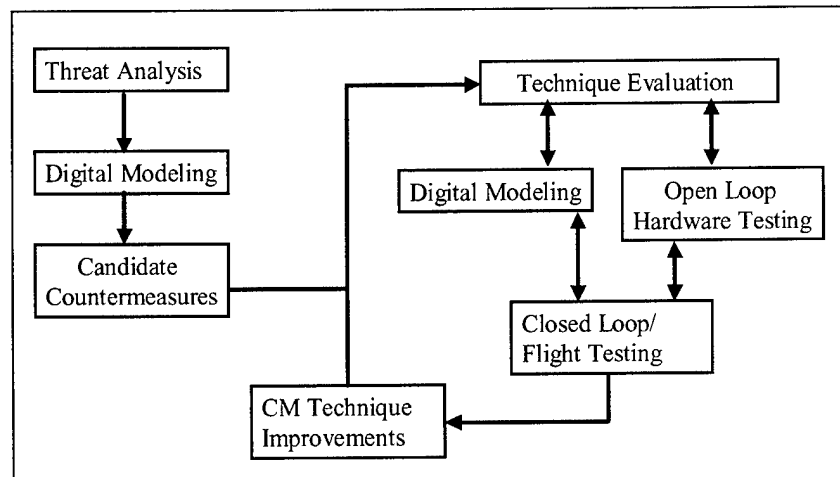 Threat Analysis
Digital Modeling
Candidate
Countermeasures
Technique Evaluation
Digital Modeling
Open Loop
Hardware Testing
Closed Loop/
Flight Testing
CM Technique
Improvements